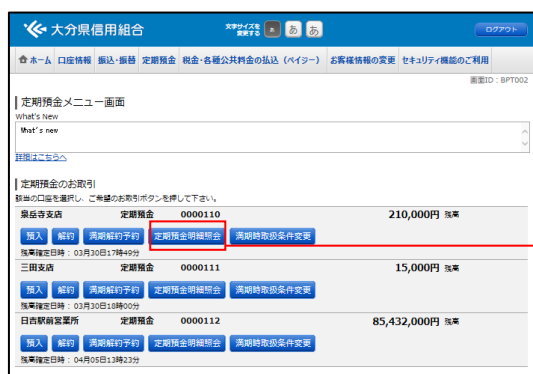 大分県信用組合 文字サイズを変更する あ あ あ ログアウト
ホーム 口座情報 振込・振替 定期預金 税金・各種公共料金の払込(ペイジー) お客様情報の変更 セキュリティ機能のご利用
画面ID:BPT002
定期預金メニュー画面
What's New
What's new
詳細はこちらへ
定期預金のお取引
該当の口座を選択し、ご希望のお取引ボタンを押して下さい。
泉岳寺支店 定期預金 0000110 210,000円 残高
預入 解約 満期解約予約 定期預金明細照会 満期時取扱条件変更
残高確定日時:03月30日17時49分
三田支店 定期預金 0000111 15,000円 残高
預入 解約 満期解約予約 定期預金明細照会 満期時取扱条件変更
残高確定日時:03月30日18時00分
日吉駅前営業所 定期預金 0000112 85,432,000円 残高
預入 解約 満期解約予約 定期預金明細照会 満期時取扱条件変更
残高確定日時:04月05日13時23分